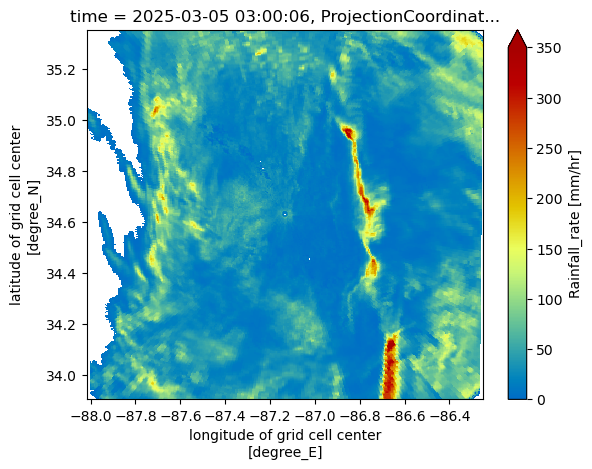 time = 2025-03-05 03:00:06, ProjectionCoordinat...
35.2
35.0
34.8
34.6
34.4
34.2
34.0
latitude of grid cell center
[degree_N]
−88.0 −87.8 −87.6 −87.4 −87.2 −87.0 −86.8 −86.6 −86.4
longitude of grid cell center
[degree_E]
350
300
250
200
150
100
50
0
Rainfall_rate [mm/hr]